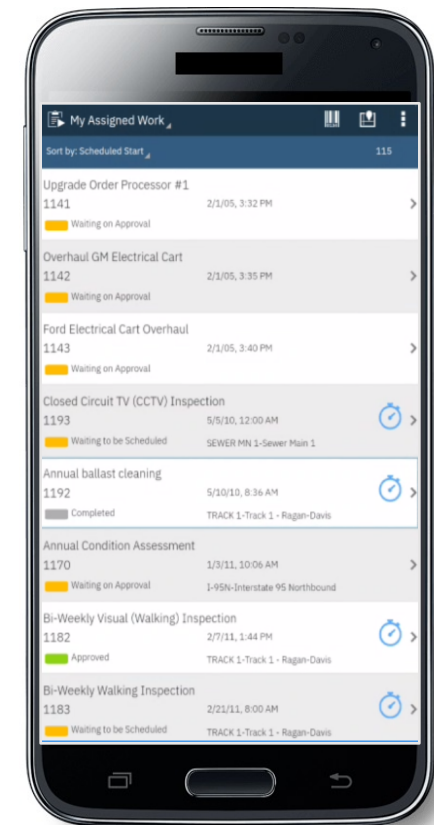 My Assigned Work
Sort by: Scheduled Start 115
Upgrade Order Processor #1
1141 2/1/05, 3:32 PM
Waiting on Approval
Overhaul GM Electrical Cart
1142 2/1/05, 3:35 PM
Waiting on Approval
Ford Electrical Cart Overhaul
1143 2/1/05, 3:40 PM
Waiting on Approval
Closed Circuit TV (CCTV) Inspection
1193 5/5/10, 12:00 AM
Waiting to be Scheduled SEWER MN 1-Sewer Main 1
Annual ballast cleaning
1192 5/10/10, 8:36 AM
Completed TRACK 1-Track 1 - Ragan-Davis
Annual Condition Assessment
1170 1/3/11, 10:06 AM
Waiting on Approval I-95N-Interstate 95 Northbound
Bi-Weekly Visual (Walking) Inspection
1182 2/7/11, 1:44 PM
Approved TRACK 1-Track 1 - Ragan-Davis
Bi-Weekly Walking Inspection
1183 2/21/11, 8:00 AM
Waiting to be Scheduled TRACK 1-Track 1 - Ragan-Davis